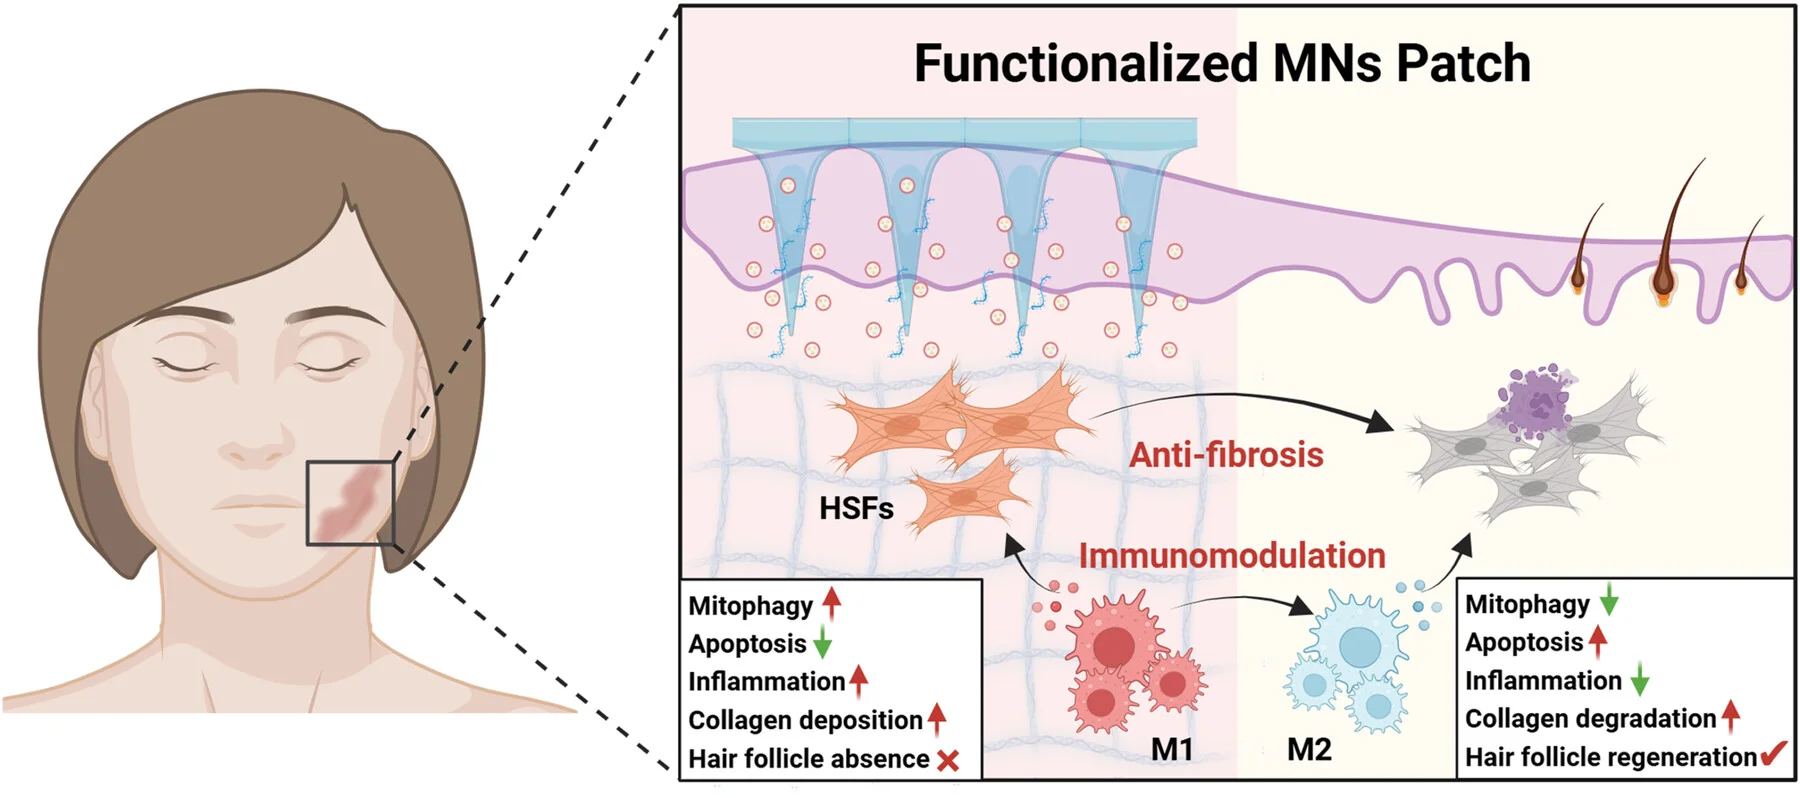 Functionalized MNs Patch
Anti-fibrosis
HSFs
Immunomodulation
Mitophagy
Apoptosis
Inflammation
Collagen deposition
Hair follicle absence
M1
M2
Mitophagy
Apoptosis
Inflammation
Collagen degradation
Hair follicle regeneration